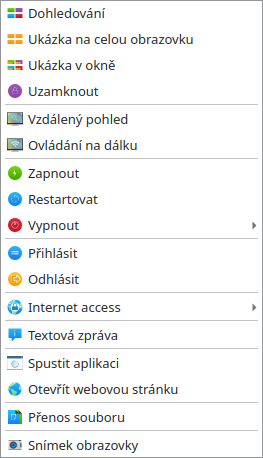 Dohledování
Ukázka na celou obrazovku
Ukázka v okně
Uzamknout
Vzdálený pohled
Ovládání na dálku
Zapnout
Restartovat
Vypnout
Přihlásit
Odhlásit
Internet access
Textová zpráva
Spustit aplikaci
Otevřít webovou stránku
Přenos souboru
Snímek obrazovky